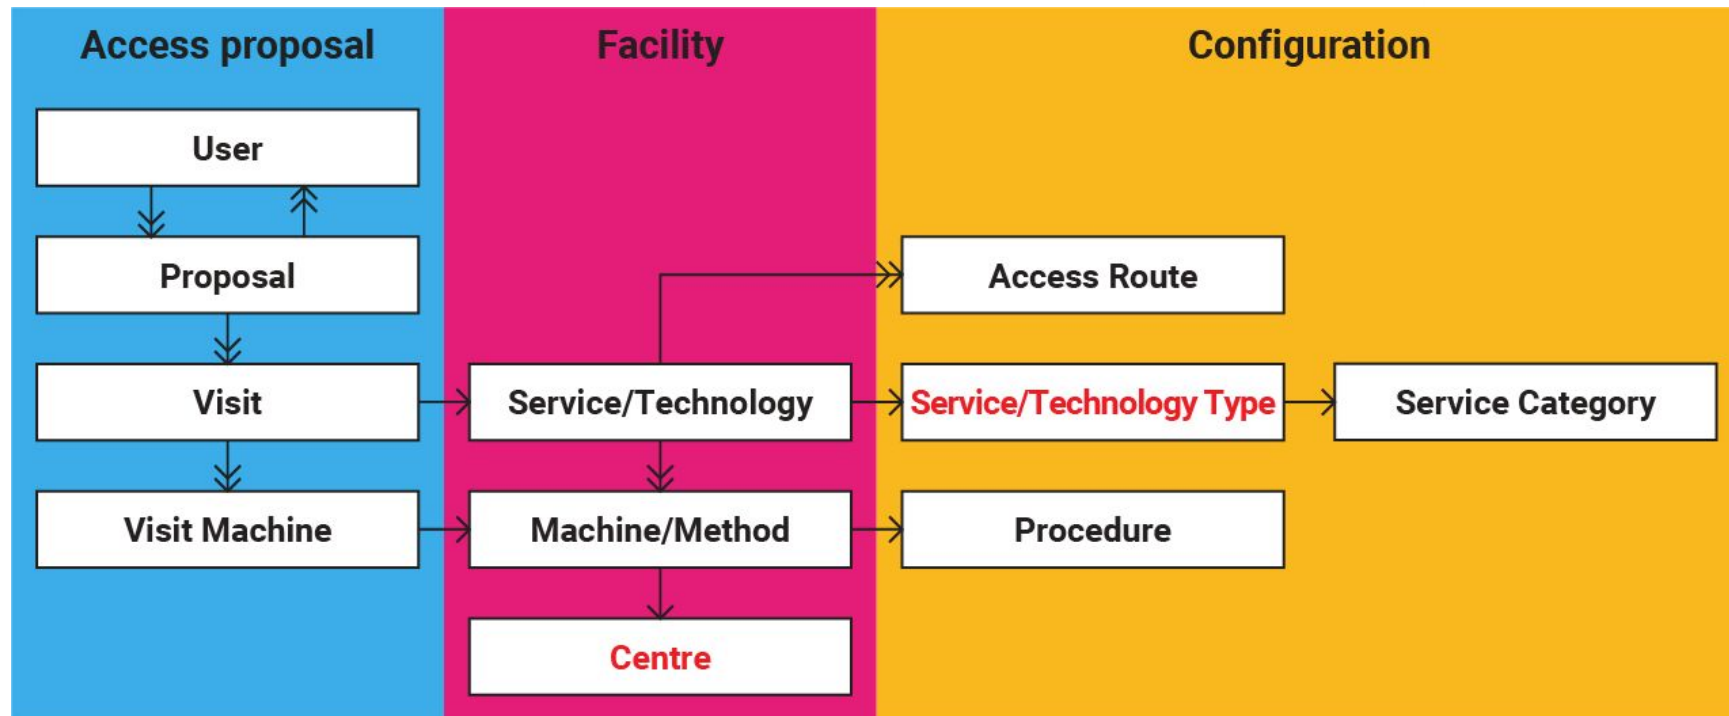 Access proposal
Facility
Configuration
User
Proposal
Access Route
Visit
Service/Technology
Service/Technology Type
Service Category
Visit Machine
Machine/Method
Procedure
Centre